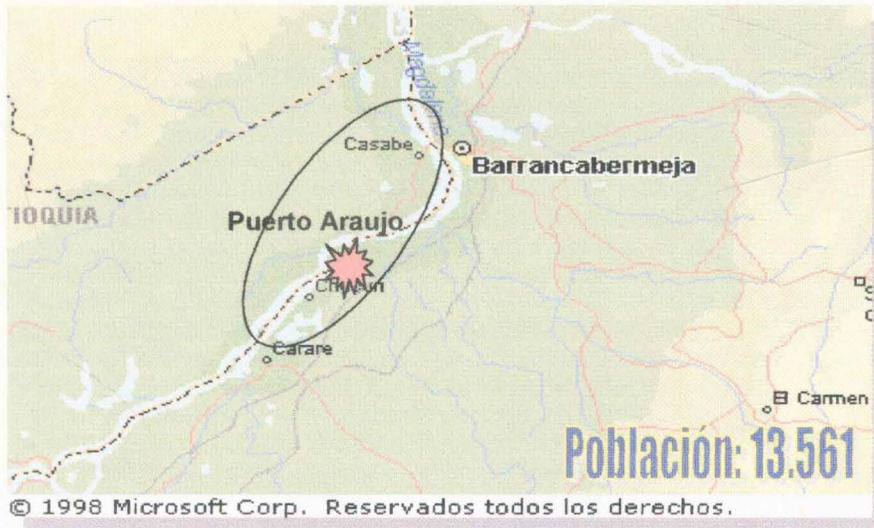 Magdalena
Casabe
Barrancabermeja
TIOQUIA
Puerto Araujo
Carare
El Carmen
Población: 13.561
© 1998 Microsoft Corp. Reservados todos los derechos.